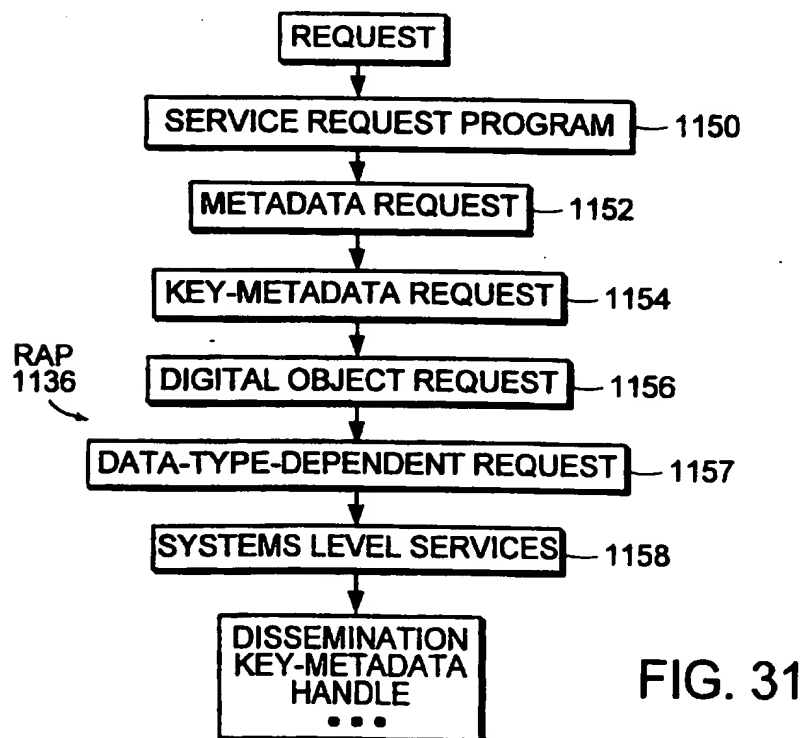 REQUEST
SERVICE REQUEST PROGRAM 1150
METADATA REQUEST 1152
KEY-METADATA REQUEST 1154
RAP
1136
DIGITAL OBJECT REQUEST 1156
DATA-TYPE-DEPENDENT REQUEST 1157
SYSTEMS LEVEL SERVICES 1158
DISSEMINATION
KEY-METADATA
HANDLE
▪ ▪ ▪
FIG. 31